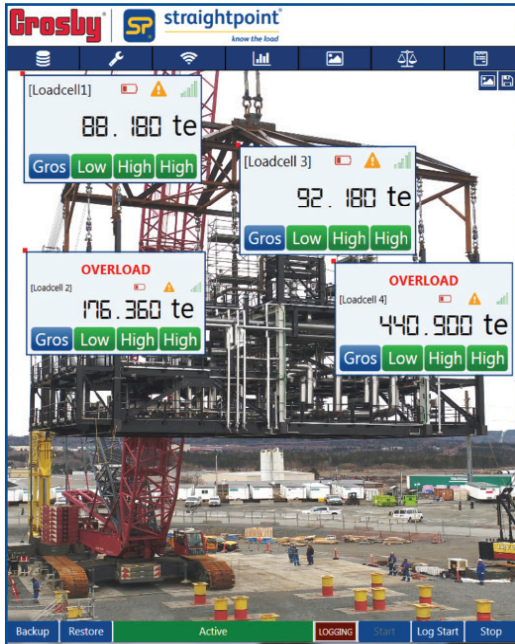 Crosby
SP
straightpoint
know the load
[Loadcell1]
88.180 te
Gros Low High High
[Loadcell 3]
92.180 te
Gros Low High High
OVERLOAD
[Loadcell 2]
176.360 te
Gros Low High High
OVERLOAD
[Loadcell 4]
440.900 te
Gros Low High High
Backup Restore Active LOGGING Start Log Start Stop